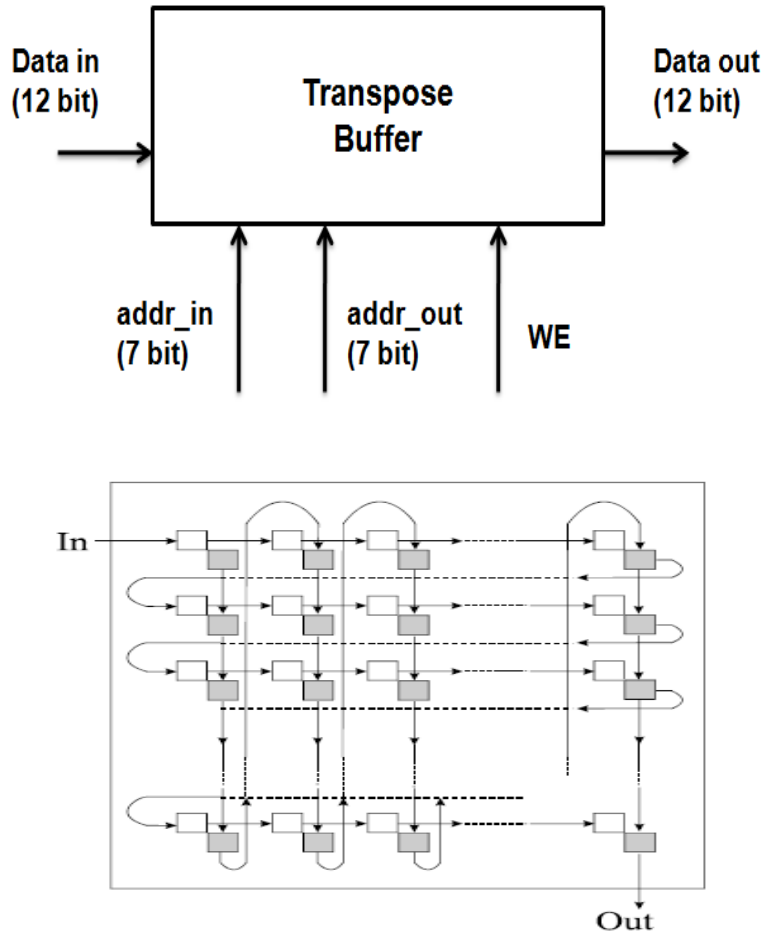 Data in
(12 bit)
Transpose
Buffer
Data out
(12 bit)
addr_in
(7 bit)
addr_out
(7 bit)
WE
In
Out